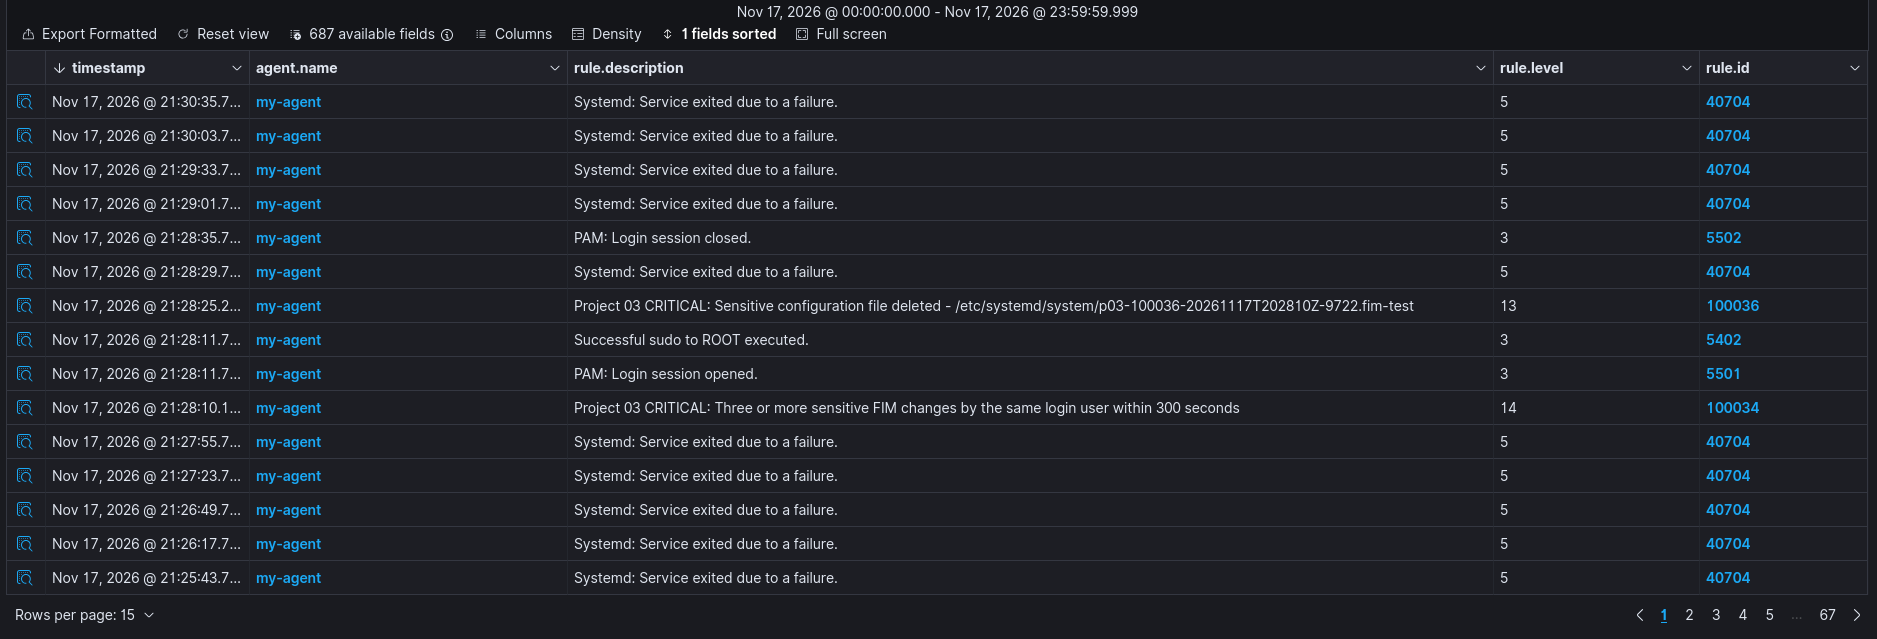 Nov 17, 2026 @ 00:00:00.000 - Nov 17, 2026 @ 23:59:59.999
Export Formatted Reset view 687 available fields Columns Density 1 fields sorted Full screen
timestamp agent.name rule.description rule.level rule.id
Nov 17, 2026 @ 21:30:35.7... my-agent Systemd: Service exited due to a failure. 5 40704
Nov 17, 2026 @ 21:30:03.7... my-agent Systemd: Service exited due to a failure. 5 40704
Nov 17, 2026 @ 21:29:33.7... my-agent Systemd: Service exited due to a failure. 5 40704
Nov 17, 2026 @ 21:29:01.7... my-agent Systemd: Service exited due to a failure. 5 40704
Nov 17, 2026 @ 21:28:35.7... my-agent PAM: Login session closed. 3 5502
Nov 17, 2026 @ 21:28:29.7... my-agent Systemd: Service exited due to a failure. 5 40704
Nov 17, 2026 @ 21:28:25.2... my-agent Project 03 CRITICAL: Sensitive configuration file deleted - /etc/systemd/system/p03-100036-20261117T202810Z-9722.fim-test 13 100036
Nov 17, 2026 @ 21:28:11.7... my-agent Successful sudo to ROOT executed. 3 5402
Nov 17, 2026 @ 21:28:11.7... my-agent PAM: Login session opened. 3 5501
Nov 17, 2026 @ 21:28:10.1... my-agent Project 03 CRITICAL: Three or more sensitive FIM changes by the same login user within 300 seconds 14 100034
Nov 17, 2026 @ 21:27:55.7... my-agent Systemd: Service exited due to a failure. 5 40704
Nov 17, 2026 @ 21:27:23.7... my-agent Systemd: Service exited due to a failure. 5 40704
Nov 17, 2026 @ 21:26:49.7... my-agent Systemd: Service exited due to a failure. 5 40704
Nov 17, 2026 @ 21:26:17.7... my-agent Systemd: Service exited due to a failure. 5 40704
Nov 17, 2026 @ 21:25:43.7... my-agent Systemd: Service exited due to a failure. 5 40704
Rows per page: 15 1 2 3 4 5 ... 67